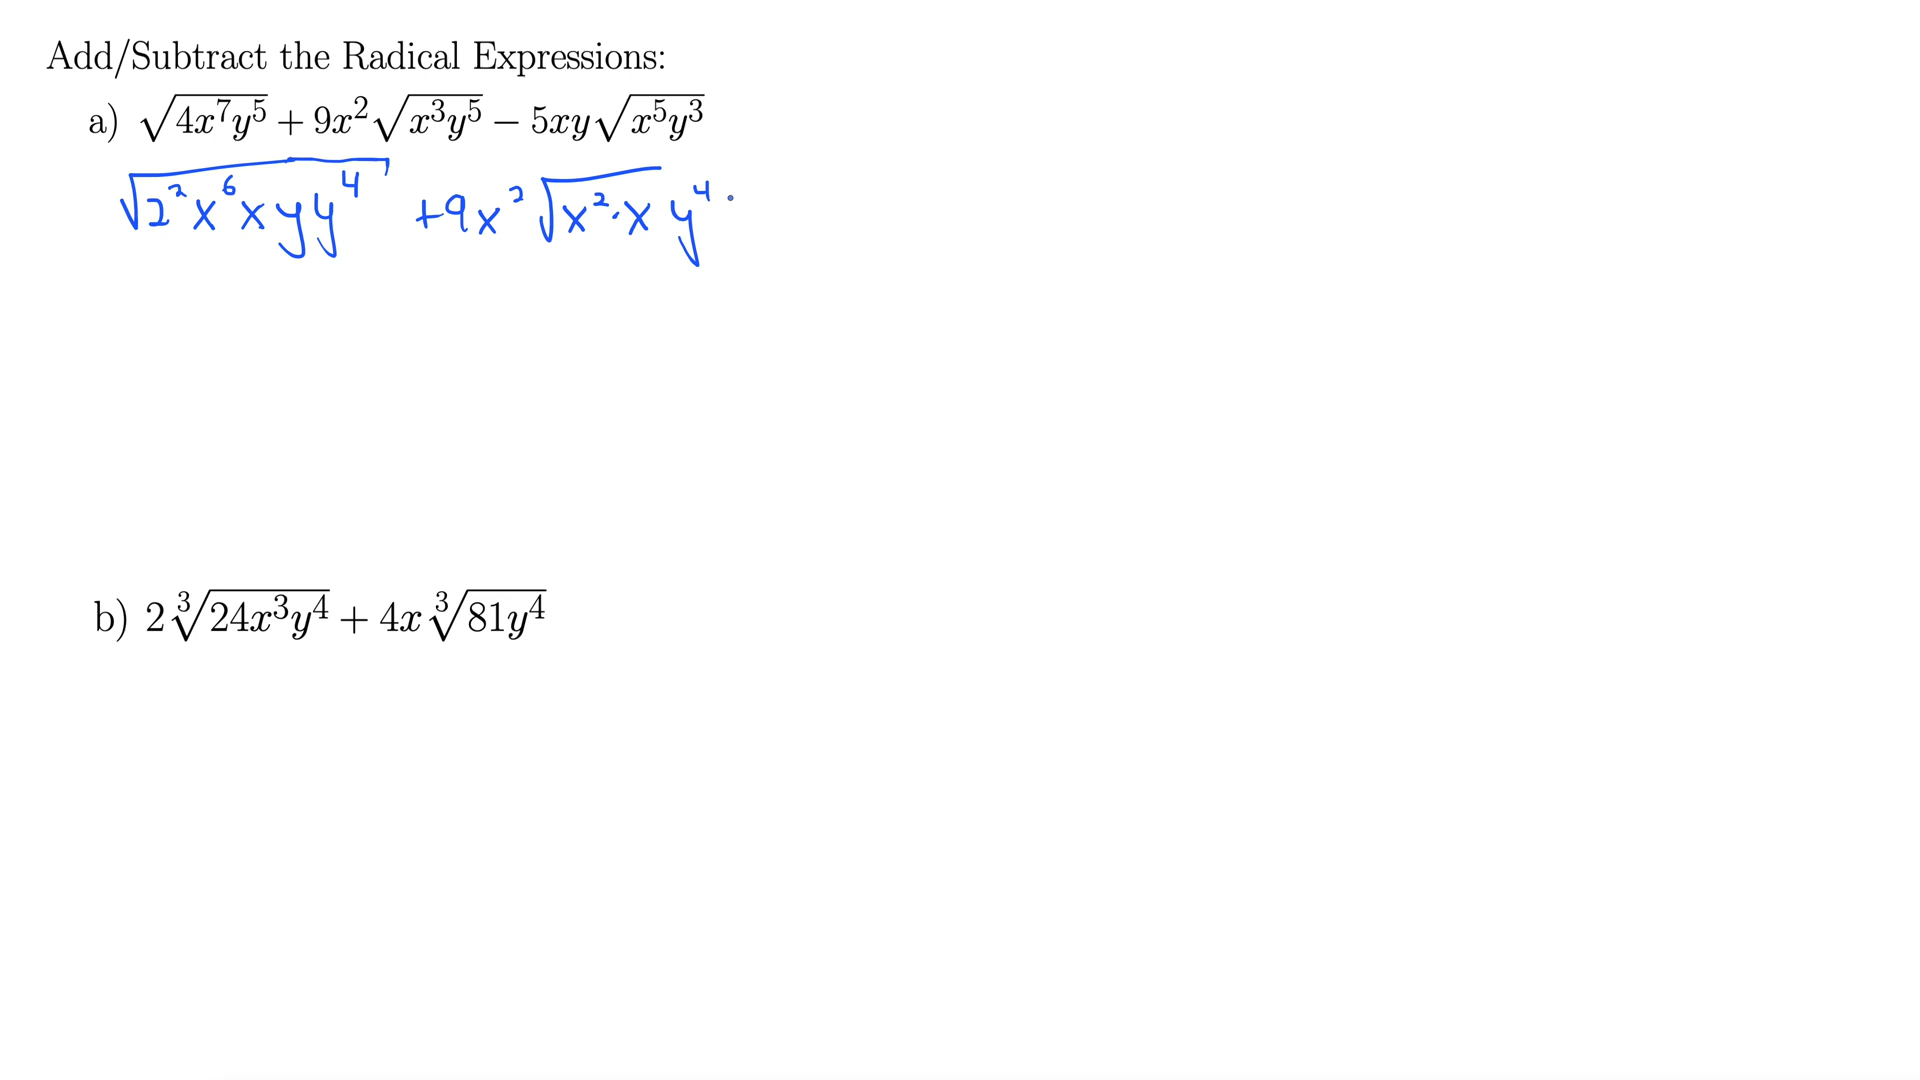 Add/Subtract the Radical Expressions:
a) √(4x⁷y⁵) + 9x²√(x³y⁵) − 5xy√(x⁵y³)
√(2²x⁶xyy⁴) +9x²√(x²·x y⁴·
b) 2∛(24x³y⁴) + 4x∛(81y⁴)